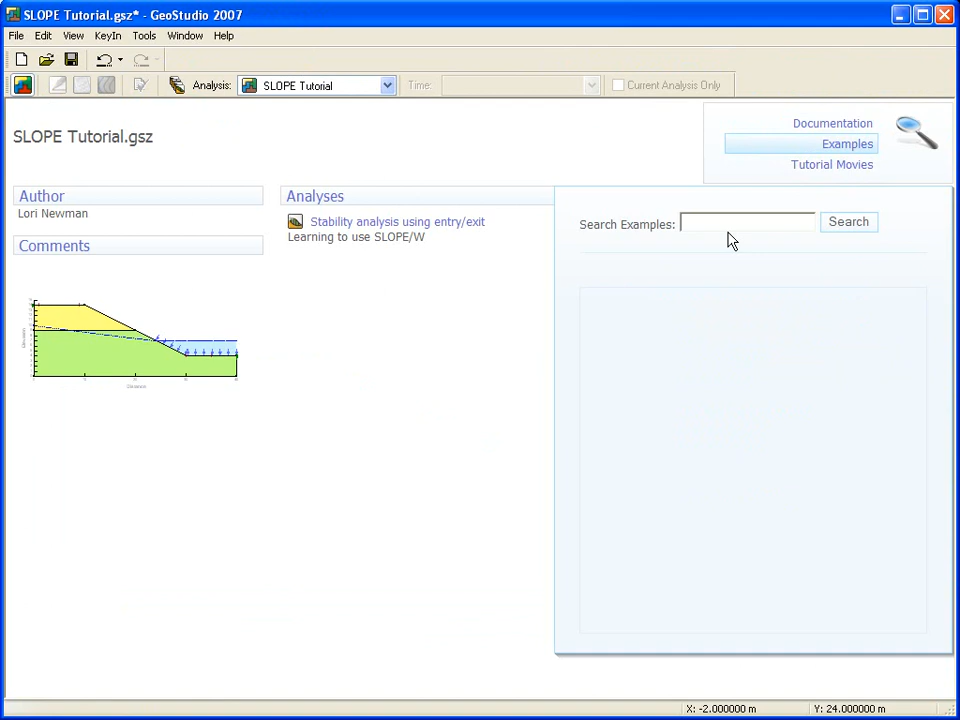 SLOPE Tutorial.gsz* - GeoStudio 2007
File Edit View KeyIn Tools Window Help
Analysis: SLOPE Tutorial Time: Current Analysis Only
SLOPE Tutorial.gsz
Documentation
Examples
Tutorial Movies
Author
Lori Newman
Comments
Analyses
Stability analysis using entry/exit
Learning to use SLOPE/W
Search Examples: Search
Elevation
Distance
X: -2.000000 m Y: 24.000000 m